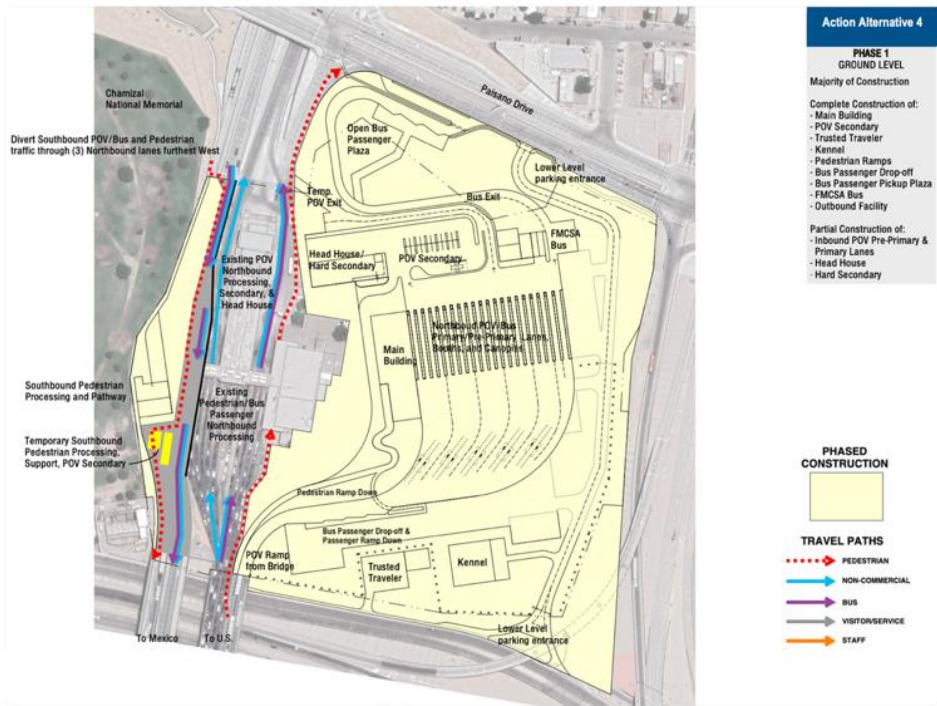 Action Alternative 4
PHASE 1
GROUND LEVEL
Majority of Construction
Complete Construction of:
- Main Building
- POV Secondary
- Trusted Traveler
- Kennel
- Pedestrian Ramps
- Bus Passenger Drop-off
- Bus Passenger Pickup Plaza
- FMCSA Bus
- Outbound Facility
Partial Construction of:
- Inbound POV Pre-Primary &
Primary Lanes
- Head House
- Hard Secondary
Chamizal
National Memorial
Paisano Drive
Divert Southbound POV/Bus and Pedestrian
traffic through (3) Northbound lanes furthest West
Open Bus
Passenger
Plaza
Lower Level
parking entrance
Temp.
POV Exit
Bus Exit
FMCSA
Bus
Head House/
Hard Secondary
POV Secondary
Existing POV
Northbound
Processing,
Secondary, &
Head House
Northbound POV/Bus
Primary/Pre-Primary Lanes,
Booths, and Canopies
Main
Building
Southbound Pedestrian
Processing and Pathway
Existing
Pedestrian/Bus
Passenger
Northbound
Processing
Temporary Southbound
Pedestrian Processing,
Support, POV Secondary
Pedestrian Ramp Down
Bus Passenger Drop-off &
Passenger Ramp Down
POV Ramp
from Bridge
Trusted
Traveler
Kennel
Lower Level
parking entrance
To Mexico
To U.S.
PHASED
CONSTRUCTION
TRAVEL PATHS
PEDESTRIAN
NON-COMMERCIAL
BUS
VISITOR/SERVICE
STAFF